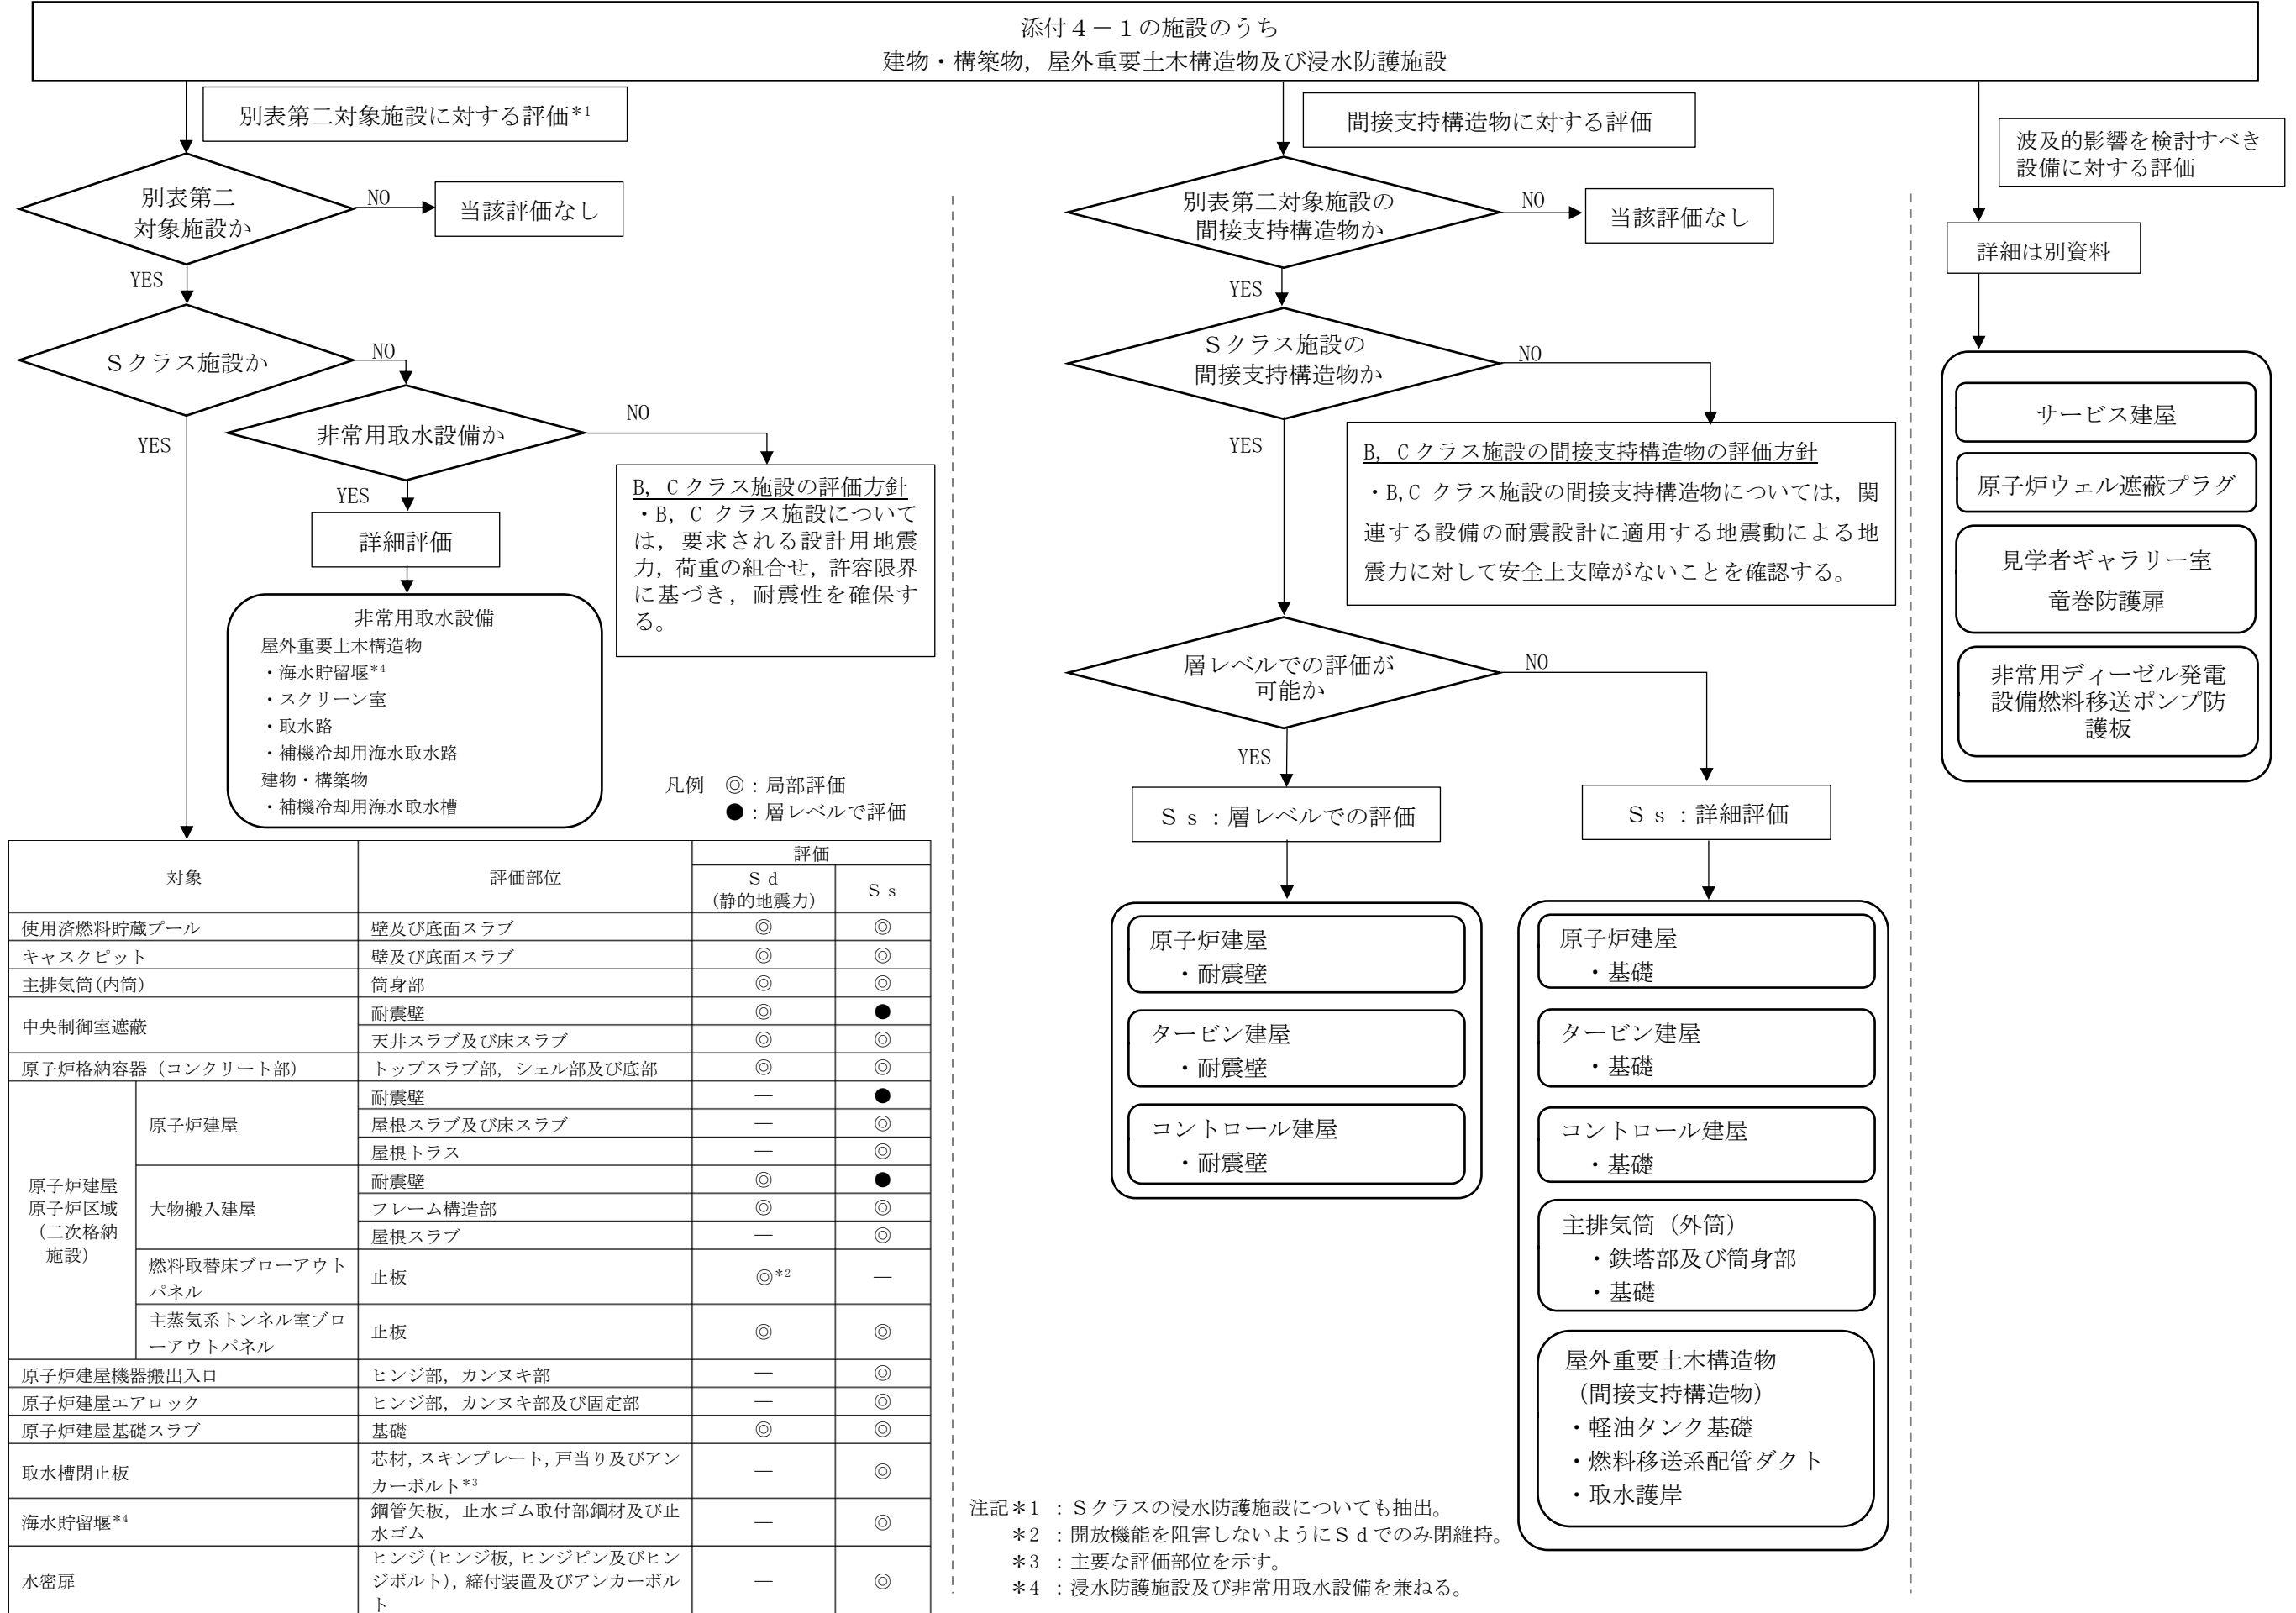 添付4-1の施設のうち
建物・構築物,屋外重要土木構造物及び浸水防護施設
別表第二対象施設に対する評価*1
別表第二
対象施設か
NO
当該評価なし
YES
Sクラス施設か
NO
YES
非常用取水設備か
NO
YES
詳細評価
B, Cクラス施設の評価方針
・B, C クラス施設について
は,要求される設計用地震
力,荷重の組合せ,許容限界
に基づき,耐震性を確保す
る。
非常用取水設備
屋外重要土木構造物
・海水貯留堰*4
・スクリーン室
・取水路
・補機冷却用海水取水路
建物・構築物
・補機冷却用海水取水槽
凡例 ◎:局部評価
●:層レベルで評価
対象 評価部位 評価
Sd
(静的地震力)
Ss
使用済燃料貯蔵プール 壁及び底面スラブ ◎ ◎
キャスクピット 壁及び底面スラブ ◎ ◎
主排気筒(内筒) 筒身部 ◎ ◎
中央制御室遮蔽
耐震壁 ◎ ●
天井スラブ及び床スラブ ◎ ◎
原子炉格納容器(コンクリート部) トップスラブ部,シェル部及び底部 ◎ ◎
原子炉建屋
原子炉区域
(二次格納
施設)
原子炉建屋
耐震壁 ― ●
屋根スラブ及び床スラブ ― ◎
屋根トラス ― ◎
大物搬入建屋
耐震壁 ◎ ●
フレーム構造部 ◎ ◎
屋根スラブ ― ◎
燃料取替床ブローアウト
パネル
止板 ◎*2 ―
主蒸気系トンネル室ブロ
ーアウトパネル
止板 ◎ ◎
原子炉建屋機器搬出入口 ヒンジ部,カンヌキ部 ― ◎
原子炉建屋エアロック ヒンジ部,カンヌキ部及び固定部 ― ◎
原子炉建屋基礎スラブ 基礎 ◎ ◎
取水槽閉止板
芯材,スキンプレート,戸当り及びアン
カーボルト*3
― ◎
海水貯留堰*4
鋼管矢板,止水ゴム取付部鋼材及び止
水ゴム
― ◎
水密扉
ヒンジ(ヒンジ板,ヒンジピン及びヒン
ジボルト),締付装置及びアンカーボル
ト
― ◎
間接支持構造物に対する評価
別表第二対象施設の
間接支持構造物か
NO
当該評価なし
YES
Sクラス施設の
間接支持構造物か
NO
YES
B, Cクラス施設の間接支持構造物の評価方針
・B,C クラス施設の間接支持構造物については,関
連する設備の耐震設計に適用する地震動による地
震力に対して安全上支障がないことを確認する。
層レベルでの評価が
可能か
NO
YES
Ss:層レベルでの評価
Ss:詳細評価
原子炉建屋
・耐震壁
タービン建屋
・耐震壁
コントロール建屋
・耐震壁
原子炉建屋
・基礎
タービン建屋
・基礎
コントロール建屋
・基礎
主排気筒(外筒)
・鉄塔部及び筒身部
・基礎
屋外重要土木構造物
(間接支持構造物)
・軽油タンク基礎
・燃料移送系配管ダクト
・取水護岸
波及的影響を検討すべき
設備に対する評価
詳細は別資料
サービス建屋
原子炉ウェル遮蔽プラグ
見学者ギャラリー室
竜巻防護扉
非常用ディーゼル発電
設備燃料移送ポンプ防
護板
注記*1 :Sクラスの浸水防護施設についても抽出。
*2 :開放機能を阻害しないようにSdでのみ閉維持。
*3 :主要な評価部位を示す。
*4 :浸水防護施設及び非常用取水設備を兼ねる。